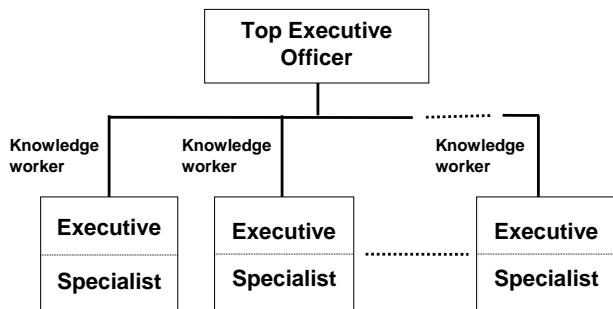 Top Executive
Officer
Knowledge
worker
Knowledge
worker
Knowledge
worker
Executive
Specialist
Executive
Specialist
Executive
Specialist